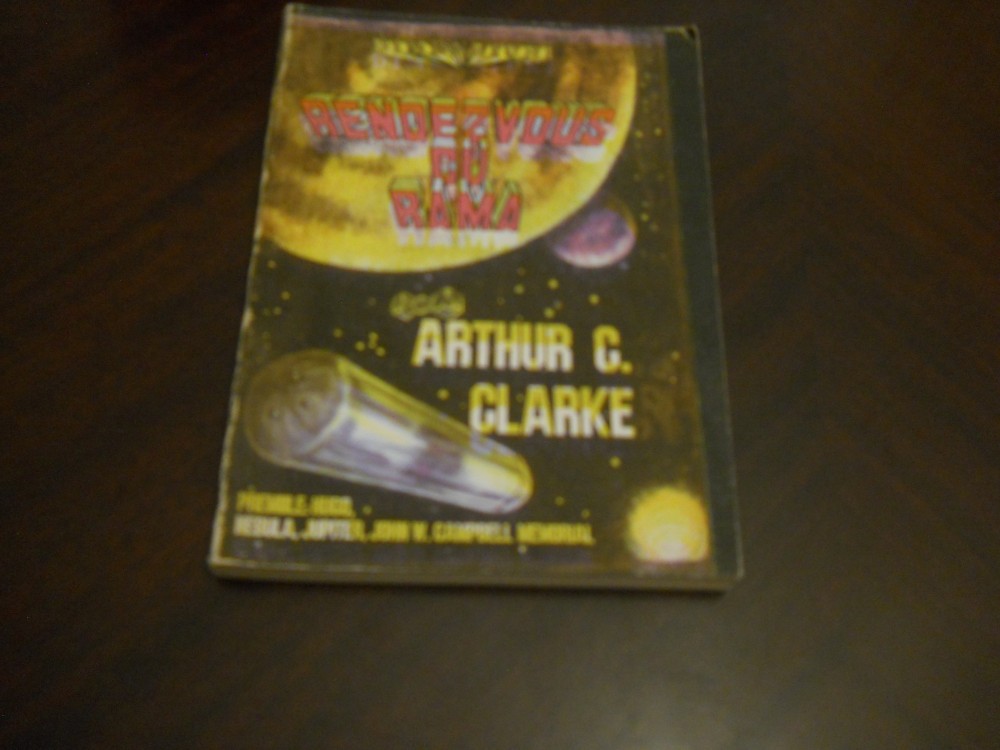 RENDEZVOUS
CU
RAMA
ARTHUR C.
CLARKE
PREMIILE: HUGO,
NEBULA, JUPITER, JOHN W. CAMPBELL MEMORIAL